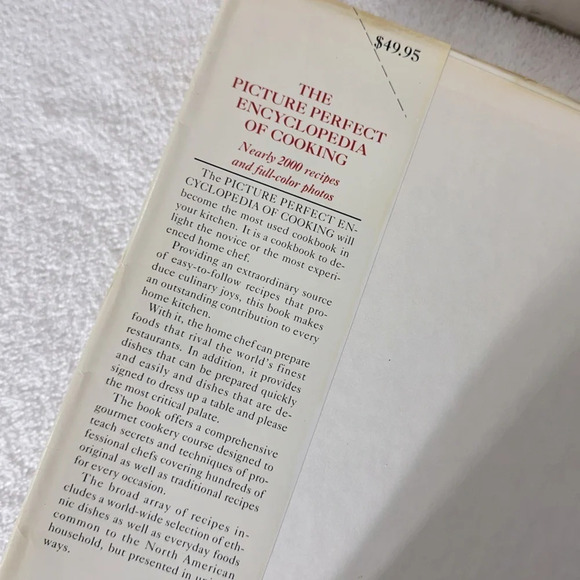 $49.95
THE
PICTURE PERFECT
ENCYCLOPEDIA
OF COOKING
Nearly 2000 recipes
and full-color photos
The PICTURE PERFECT EN-
CYCLOPEDIA OF COOKING will
become the most used cookbook in
your kitchen. It is a cookbook to de-
light the novice or the most experi-
enced home chef.
Providing an extraordinary source
of easy-to-follow recipes that pro-
duce culinary joys, this book makes
an outstanding contribution to every
home kitchen.
With it, the home chef can prepare
foods that rival the world's finest
restaurants. In addition, it provides
dishes that can be prepared quickly
and easily and dishes that are de-
signed to dress up a table and please
the most critical palate.
The book offers a comprehensive
gourmet cookery course designed to
teach secrets and techniques of pro-
fessional chefs covering hundreds of
original as well as traditional recipes
for every occasion.
The broad array of recipes in-
cludes a world-wide selection of eth-
nic dishes as well as everyday foods
common to the North American
household, but presented in
ways.